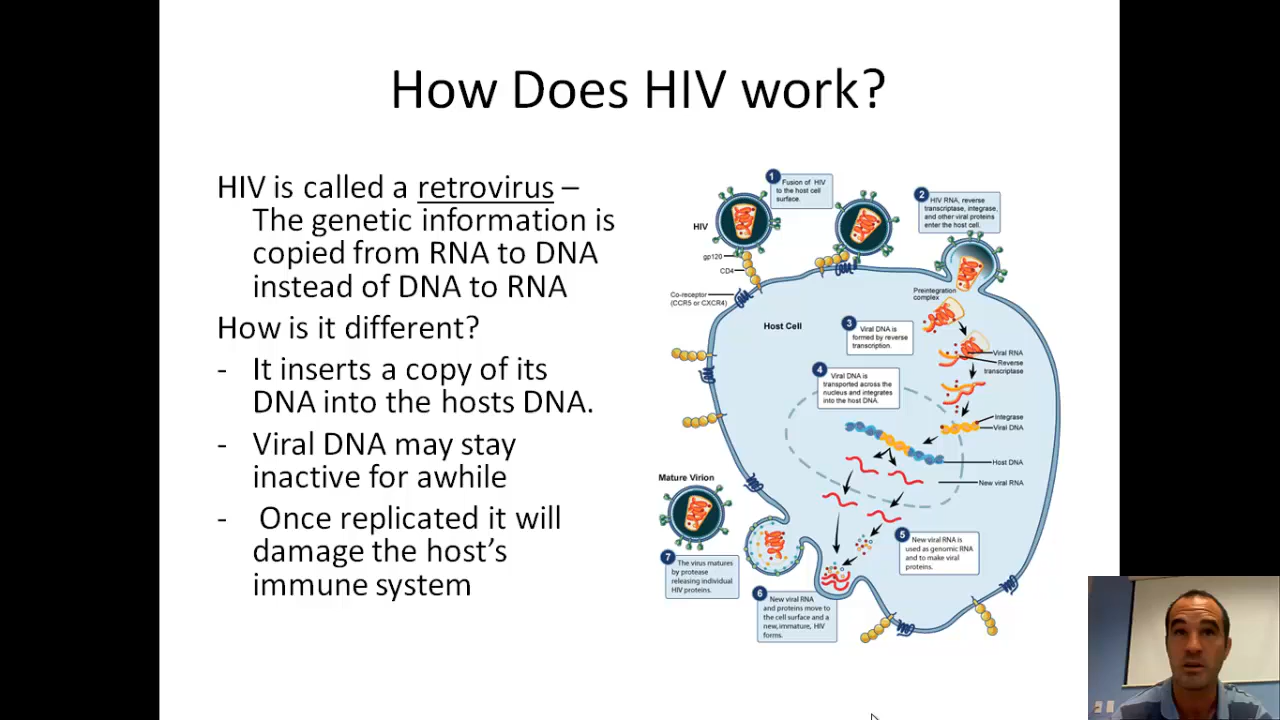 How Does HIV work?
HIV is called a retrovirus –
The genetic information is
copied from RNA to DNA
instead of DNA to RNA
How is it different?
- It inserts a copy of its
DNA into the hosts DNA.
- Viral DNA may stay
inactive for awhile
- Once replicated it will
damage the host's
immune system
1
Fusion of HIV
to the host cell
surface.
2
HIV RNA, reverse
transcriptase, integrase,
and other viral proteins
enter the host cell.
HIV
gp120
CD4
Co-receptor
(CCR5 or CXCR4)
Preintegration
complex
Host Cell
3
Viral DNA is
formed by reverse
transcription.
Viral RNA
Reverse
transcriptase
4
Viral DNA is
transported across the
nucleus and integrates
into the host DNA.
Integrase
Viral DNA
Host DNA
New viral RNA
Mature Virion
5
New viral RNA is
used as genomic RNA
and to make viral
proteins.
7
The virus matures
by protease
releasing individual
HIV proteins.
6
New viral RNA
and proteins move to
the cell surface and a
new, immature, HIV
forms.